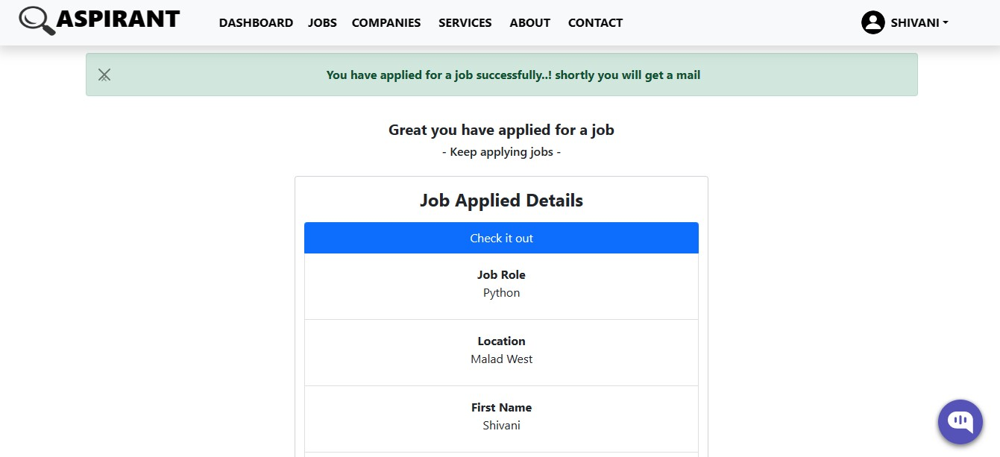 ASPIRANT
DASHBOARD JOBS COMPANIES SERVICES ABOUT CONTACT SHIVANI
You have applied for a job successfully..! shortly you will get a mail
Great you have applied for a job
- Keep applying jobs -
Job Applied Details
Check it out
Job Role
Python
Location
Malad West
First Name
Shivani